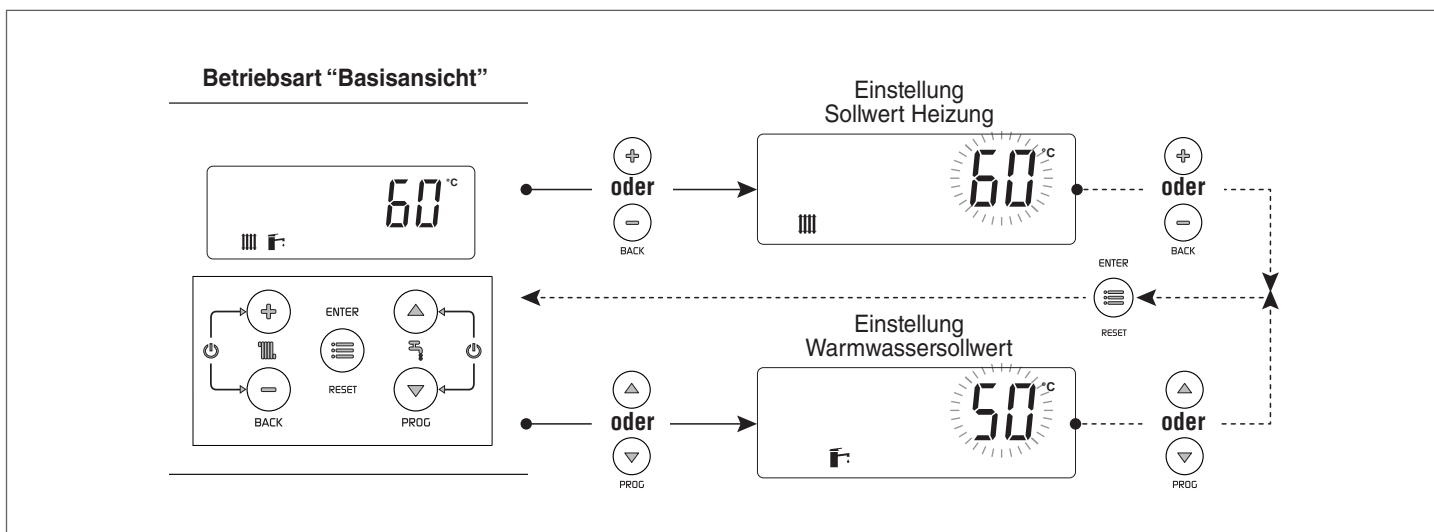 Betriebsart “Basisansicht”
60 °C
ENTER
RESET
BACK
PROG
oder
BACK
Einstellung
Sollwert Heizung
60 °C
oder
BACK
ENTER
RESET
oder
PROG
Einstellung
Warmwassersollwert
50 °C
oder
PROG